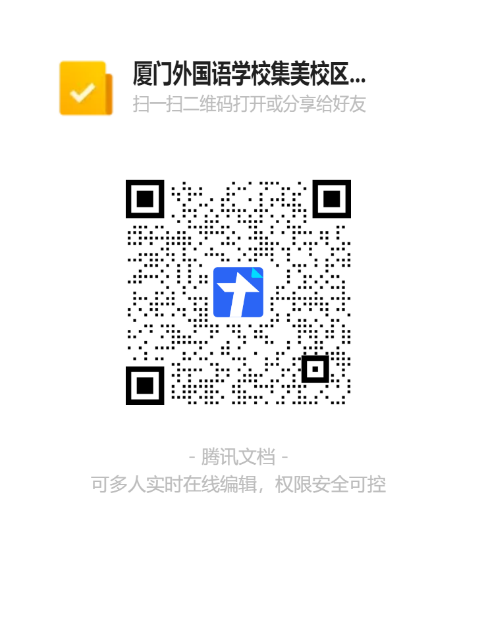 厦门外国语学校集美校区...
扫一扫二维码打开或分享给好友
- 腾讯文档 -
可多人实时在线编辑，权限安全可控